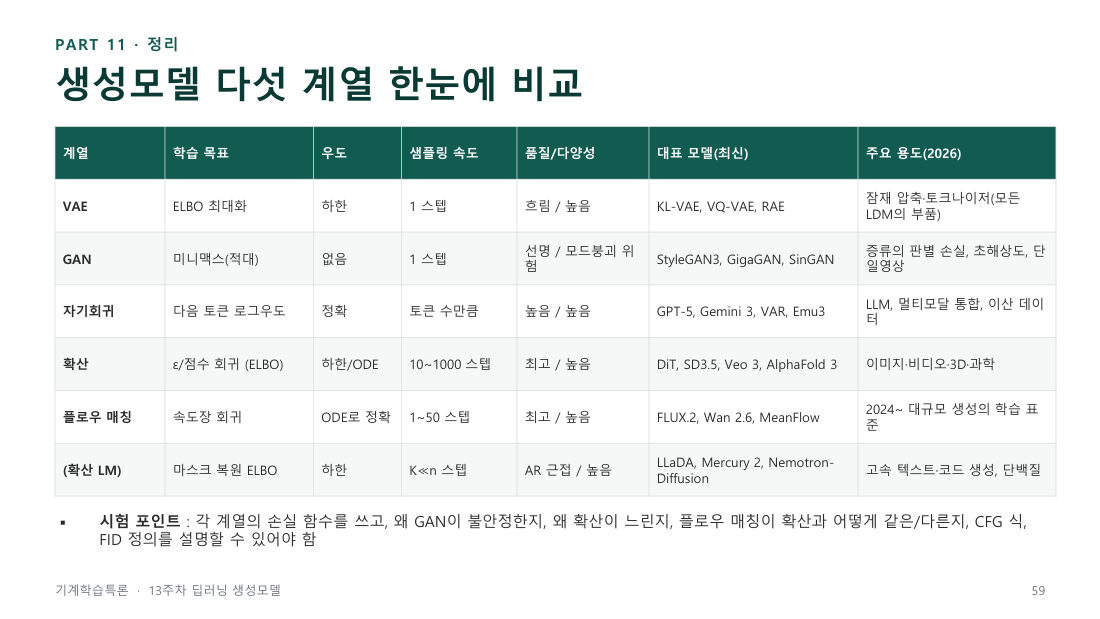 PART 11 · 정리
생성모델 다섯 계열 한눈에 비교
계열 학습 목표 우도 샘플링 속도 품질/다양성 대표 모델(최신) 주요 용도(2026)
VAE ELBO 최대화 하한 1 스텝 흐림 / 높음 KL-VAE, VQ-VAE, RAE 잠재 압축·토크나이저(모든
LDM의 부품)
GAN 미니맥스(적대) 없음 1 스텝 선명 / 모드붕괴 위
험 StyleGAN3, GigaGAN, SinGAN 증류의 판별 손실, 초해상도, 단
일영상
자기회귀 다음 토큰 로그우도 정확 토큰 수만큼 높음 / 높음 GPT-5, Gemini 3, VAR, Emu3 LLM, 멀티모달 통합, 이산 데이
터
확산 ε/점수 회귀 (ELBO) 하한/ODE 10~1000 스텝 최고 / 높음 DiT, SD3.5, Veo 3, AlphaFold 3 이미지·비디오·3D·과학
플로우 매칭 속도장 회귀 ODE로 정확 1~50 스텝 최고 / 높음 FLUX.2, Wan 2.6, MeanFlow 2024~ 대규모 생성의 학습 표
준
(확산 LM) 마스크 복원 ELBO 하한 K≪n 스텝 AR 근접 / 높음 LLaDA, Mercury 2, Nemotron-
Diffusion 고속 텍스트·코드 생성, 단백질
▪ 시험 포인트 : 각 계열의 손실 함수를 쓰고, 왜 GAN이 불안정한지, 왜 확산이 느린지, 플로우 매칭이 확산과 어떻게 같은/다른지, CFG 식,
FID 정의를 설명할 수 있어야 함
기계학습특론 · 13주차 딥러닝 생성모델 59